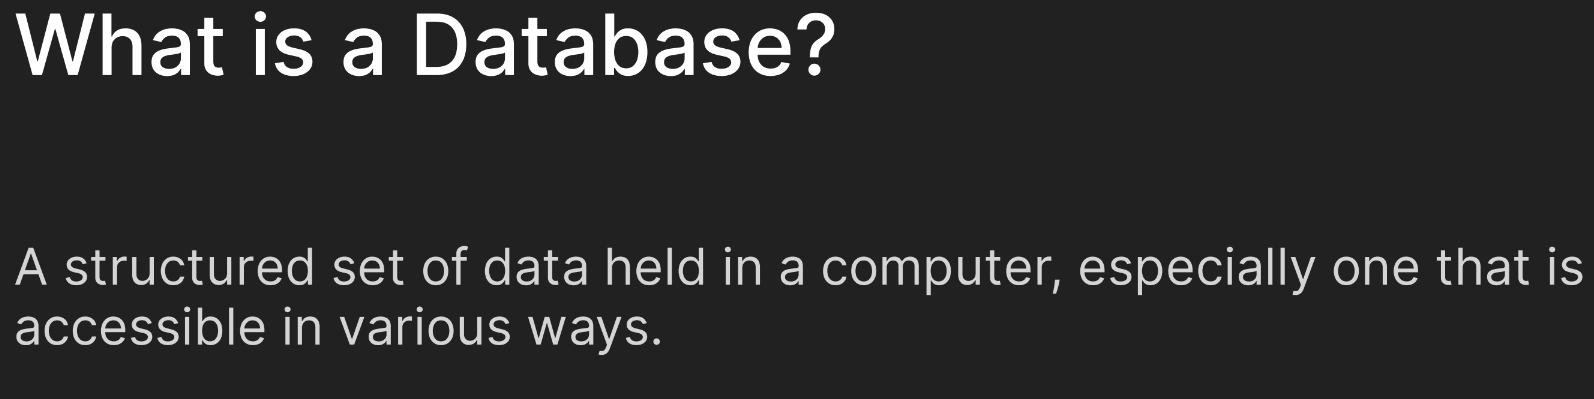 What is a Database?
A structured set of data held in a computer, especially one that is
accessible in various ways.